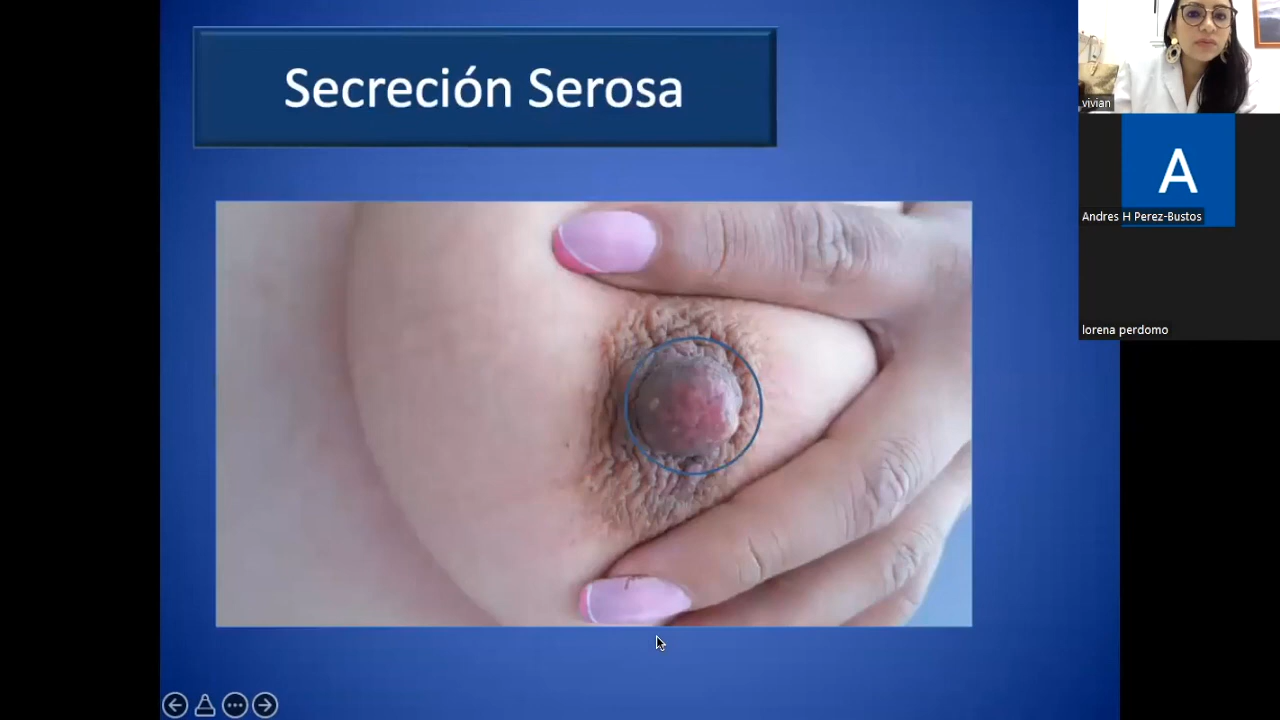 Secreción Serosa
vivian
A
Andres H Perez-Bustos
lorena perdomo